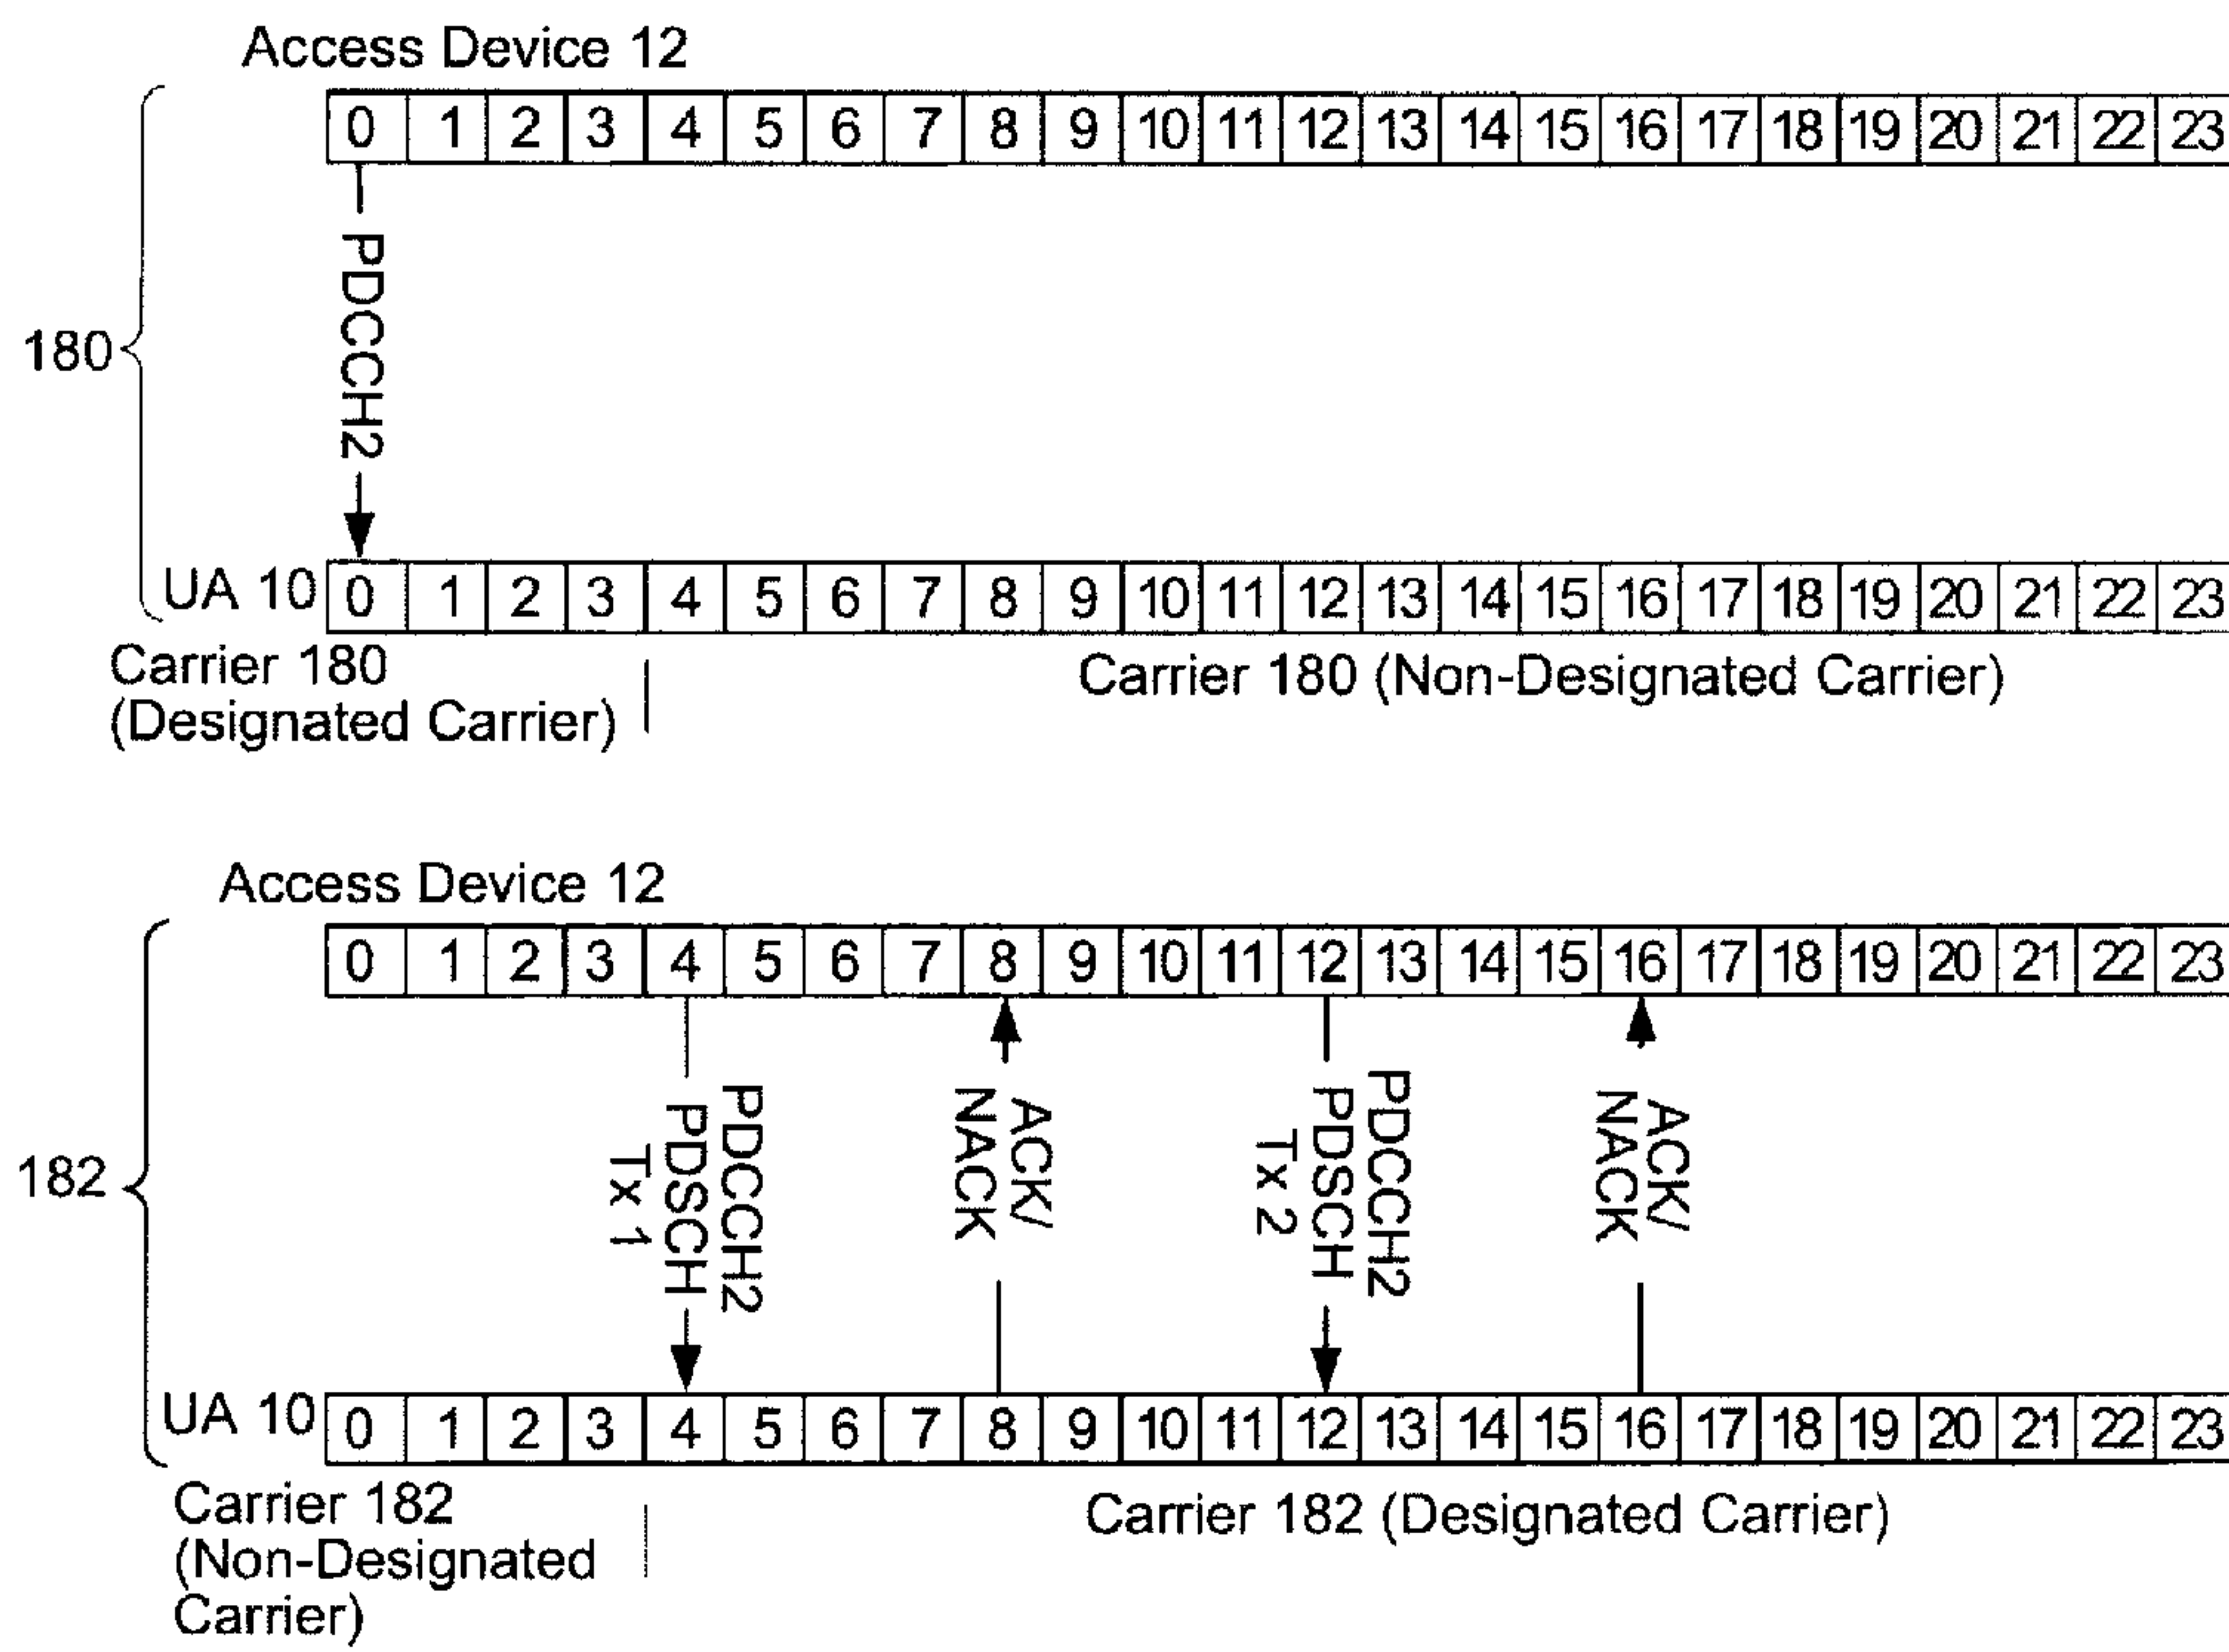 Access Device 12
0 1 2 3 4 5 6 7 8 9 10 11 12 13 14 15 16 17 18 19 20 21 22 23
PDCCH2
180
UA 10 0 1 2 3 4 5 6 7 8 9 10 11 12 13 14 15 16 17 18 19 20 21 22 23
Carrier 180
(Designated Carrier)
Carrier 180 (Non-Designated Carrier)
Access Device 12
0 1 2 3 4 5 6 7 8 9 10 11 12 13 14 15 16 17 18 19 20 21 22 23
182
PDCCH2
PDSCH
Tx 1
ACK/
NACK
PDCCH2
PDSCH
Tx 2
ACK/
NACK
UA 10 0 1 2 3 4 5 6 7 8 9 10 11 12 13 14 15 16 17 18 19 20 21 22 23
Carrier 182
(Non-Designated
Carrier)
Carrier 182 (Designated Carrier)